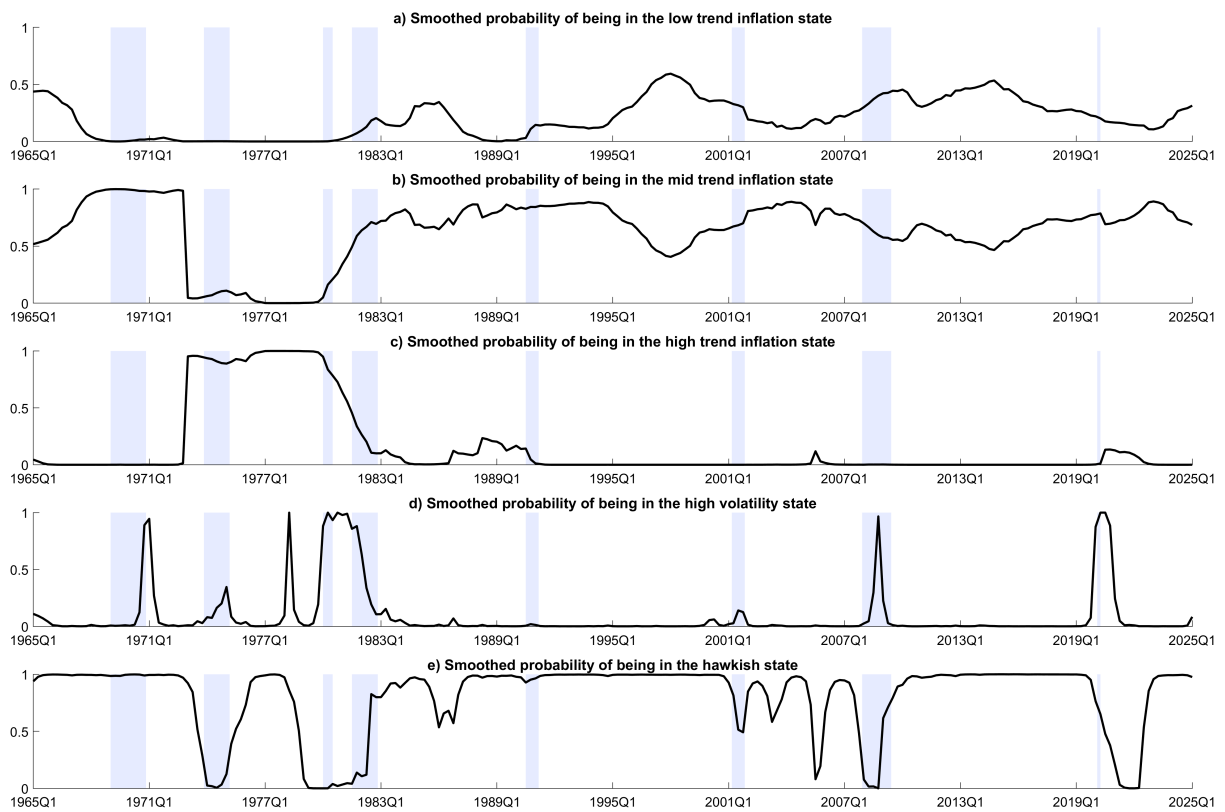 a) Smoothed probability of being in the low trend inflation state
1
0.5
0
1965Q1 1971Q1 1977Q1 1983Q1 1989Q1 1995Q1 2001Q1 2007Q1 2013Q1 2019Q1 2025Q1
b) Smoothed probability of being in the mid trend inflation state
1
0.5
0
1965Q1 1971Q1 1977Q1 1983Q1 1989Q1 1995Q1 2001Q1 2007Q1 2013Q1 2019Q1 2025Q1
c) Smoothed probability of being in the high trend inflation state
1
0.5
0
1965Q1 1971Q1 1977Q1 1983Q1 1989Q1 1995Q1 2001Q1 2007Q1 2013Q1 2019Q1 2025Q1
d) Smoothed probability of being in the high volatility state
1
0.5
0
1965Q1 1971Q1 1977Q1 1983Q1 1989Q1 1995Q1 2001Q1 2007Q1 2013Q1 2019Q1 2025Q1
e) Smoothed probability of being in the hawkish state
1
0.5
0
1965Q1 1971Q1 1977Q1 1983Q1 1989Q1 1995Q1 2001Q1 2007Q1 2013Q1 2019Q1 2025Q1